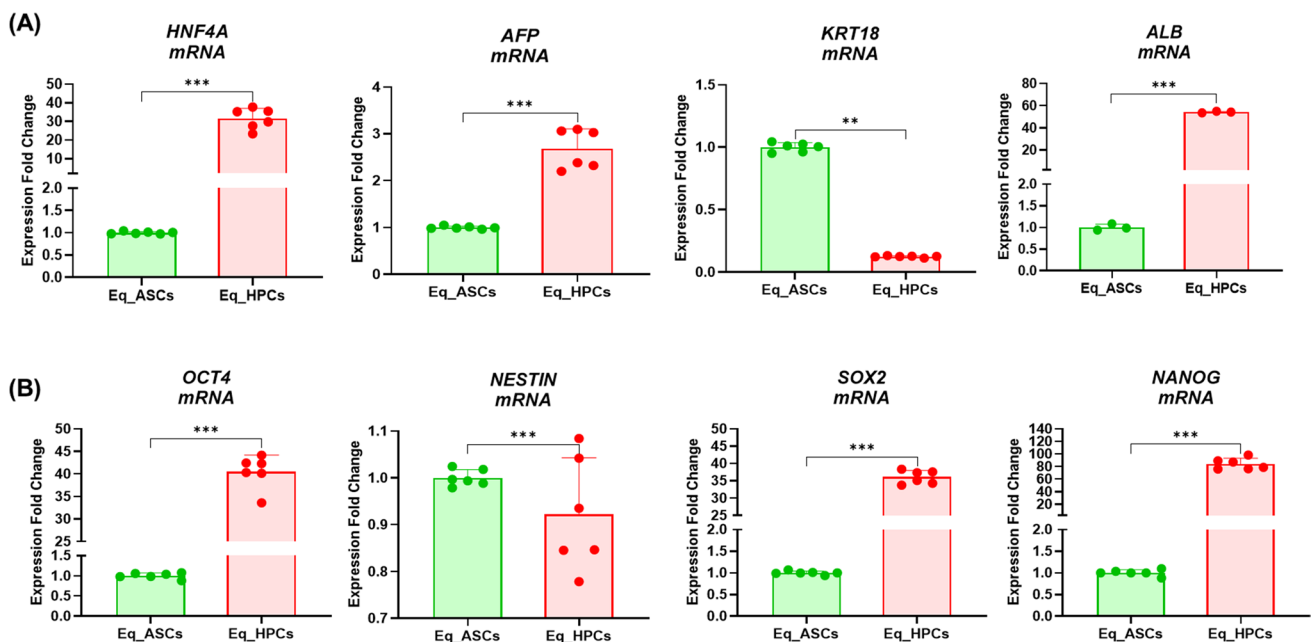 (A)
HNF4A
mRNA
Expression Fold Change
50
40
30
20
10
2.0
1.5
1.0
0.5
0.0
***
Eq_ASCs
Eq_HPCs
AFP
mRNA
Expression Fold Change
4
3
2
1
0
***
Eq_ASCs
Eq_HPCs
KRT18
mRNA
Expression Fold Change
1.5
1.0
0.5
0.0
**
Eq_ASCs
Eq_HPCs
ALB
mRNA
Expression Fold Change
80
60
40
2.0
1.5
1.0
0.5
0.0
***
Eq_ASCs
Eq_HPCs
(B)
OCT4
mRNA
Expression Fold Change
50
45
40
35
30
25
1.5
1.0
0.5
0.0
***
Eq_ASCs
Eq_HPCs
NESTIN
mRNA
Expression Fold Change
1.1
1.0
0.9
0.8
0.7
***
Eq_ASCs
Eq_HPCs
SOX2
mRNA
Expression Fold Change
50
45
40
35
30
25
2.0
1.5
1.0
0.5
0.0
***
Eq_ASCs
Eq_HPCs
NANOG
mRNA
Expression Fold Change
140
120
100
80
60
40
20
2.0
1.5
1.0
0.5
0.0
***
Eq_ASCs
Eq_HPCs